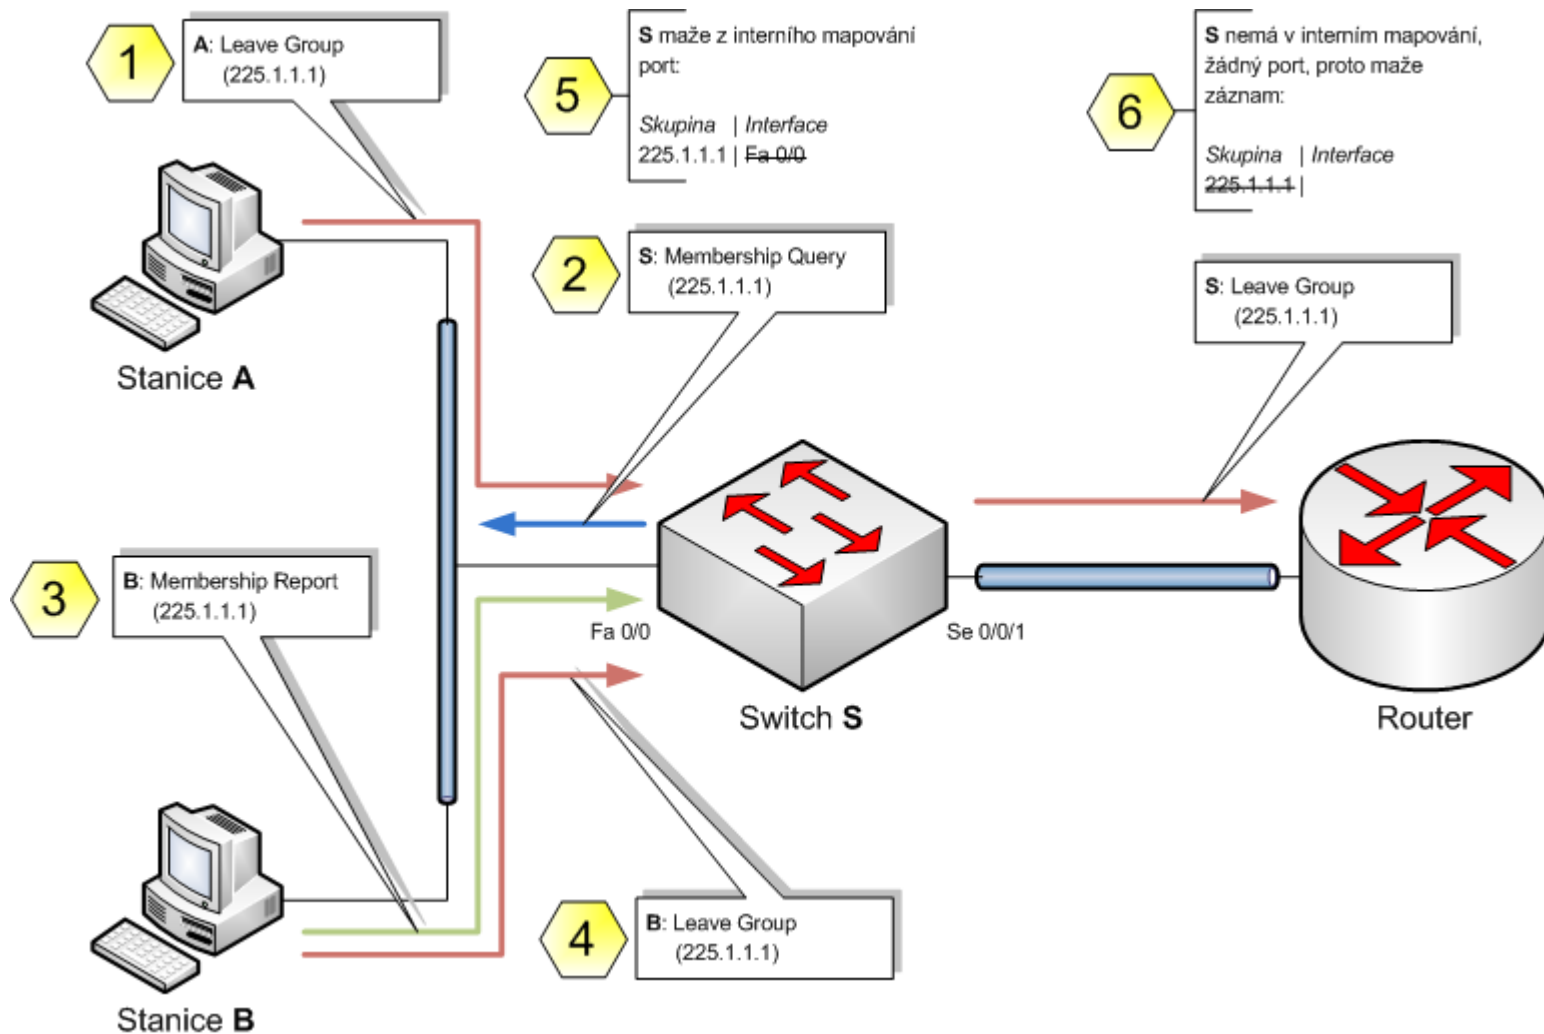 1
A: Leave Group
(225.1.1.1)
5
S maže z interního mapování
port:
Skupina | Interface
225.1.1.1 | Fa 0/0
6
S nemá v interním mapování,
žádný port, proto maže
záznam:
Skupina | Interface
225.1.1.1 |
2
S: Membership Query
(225.1.1.1)
S: Leave Group
(225.1.1.1)
Stanice A
3
B: Membership Report
(225.1.1.1)
Fa 0/0
Se 0/0/1
Switch S
Router
4
B: Leave Group
(225.1.1.1)
Stanice B